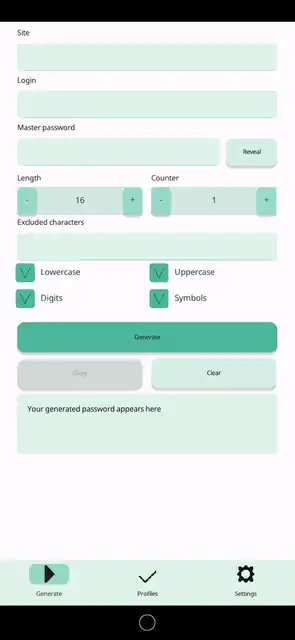 Site
Login
Master password
Reveal
Length
Counter
- 16 +
- 1 +
Excluded characters
Lowercase
Uppercase
Digits
Symbols
Generate
Copy
Clear
Your generated password appears here
Generate
Profiles
Settings